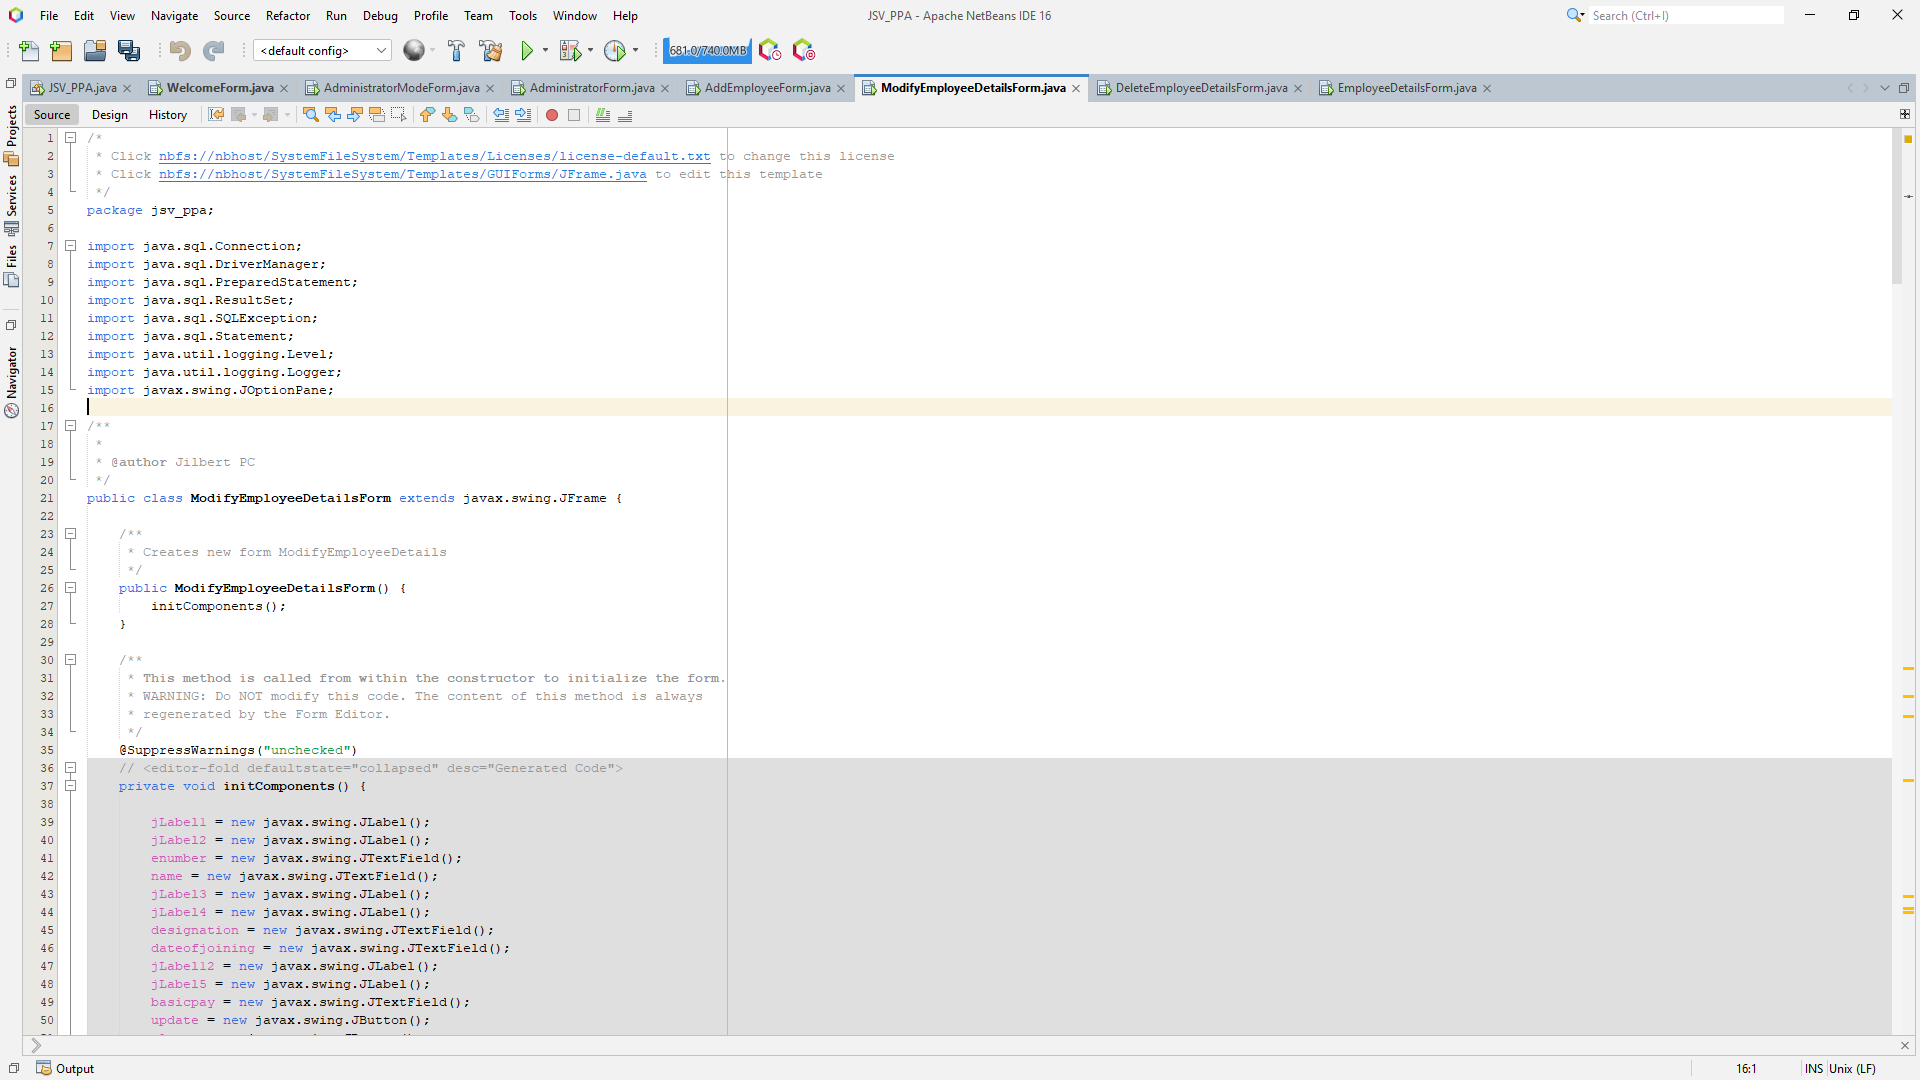 File Edit View Navigate Source Refactor Run Debug Profile Team Tools Window Help
JSV_PPA - Apache NetBeans IDE 16
Search (Ctrl+I)
<default config>
681.0/740.0MB
JSV_PPA.java
WelcomeForm.java
AdministratorModeForm.java
AdministratorForm.java
AddEmployeeForm.java
ModifyEmployeeDetailsForm.java
DeleteEmployeeDetailsForm.java
EmployeeDetailsForm.java
Source Design History
Projects
Services
Files
Navigator
1 /*
2 * Click nbfs://nbhost/SystemFileSystem/Templates/Licenses/license-default.txt to change this license
3 * Click nbfs://nbhost/SystemFileSystem/Templates/GUIForms/JFrame.java to edit this template
4 */
5 package jsv_ppa;
6
7 import java.sql.Connection;
8 import java.sql.DriverManager;
9 import java.sql.PreparedStatement;
10 import java.sql.ResultSet;
11 import java.sql.SQLException;
12 import java.sql.Statement;
13 import java.util.logging.Level;
14 import java.util.logging.Logger;
15 import javax.swing.JOptionPane;
16
17 /**
18 *
19 * @author Jilbert PC
20 */
21 public class ModifyEmployeeDetailsForm extends javax.swing.JFrame {
22
23 /**
24 * Creates new form ModifyEmployeeDetails
25 */
26 public ModifyEmployeeDetailsForm() {
27 initComponents();
28 }
29
30 /**
31 * This method is called from within the constructor to initialize the form.
32 * WARNING: Do NOT modify this code. The content of this method is always
33 * regenerated by the Form Editor.
34 */
35 @SuppressWarnings("unchecked")
36 // <editor-fold defaultstate="collapsed" desc="Generated Code">
37 private void initComponents() {
38
39 jLabel1 = new javax.swing.JLabel();
40 jLabel2 = new javax.swing.JLabel();
41 enumber = new javax.swing.JTextField();
42 name = new javax.swing.JTextField();
43 jLabel3 = new javax.swing.JLabel();
44 jLabel4 = new javax.swing.JLabel();
45 designation = new javax.swing.JTextField();
46 dateofjoining = new javax.swing.JTextField();
47 jLabel12 = new javax.swing.JLabel();
48 jLabel5 = new javax.swing.JLabel();
49 basicpay = new javax.swing.JTextField();
50 update = new javax.swing.JButton();
Output
16:1
INS
Unix (LF)